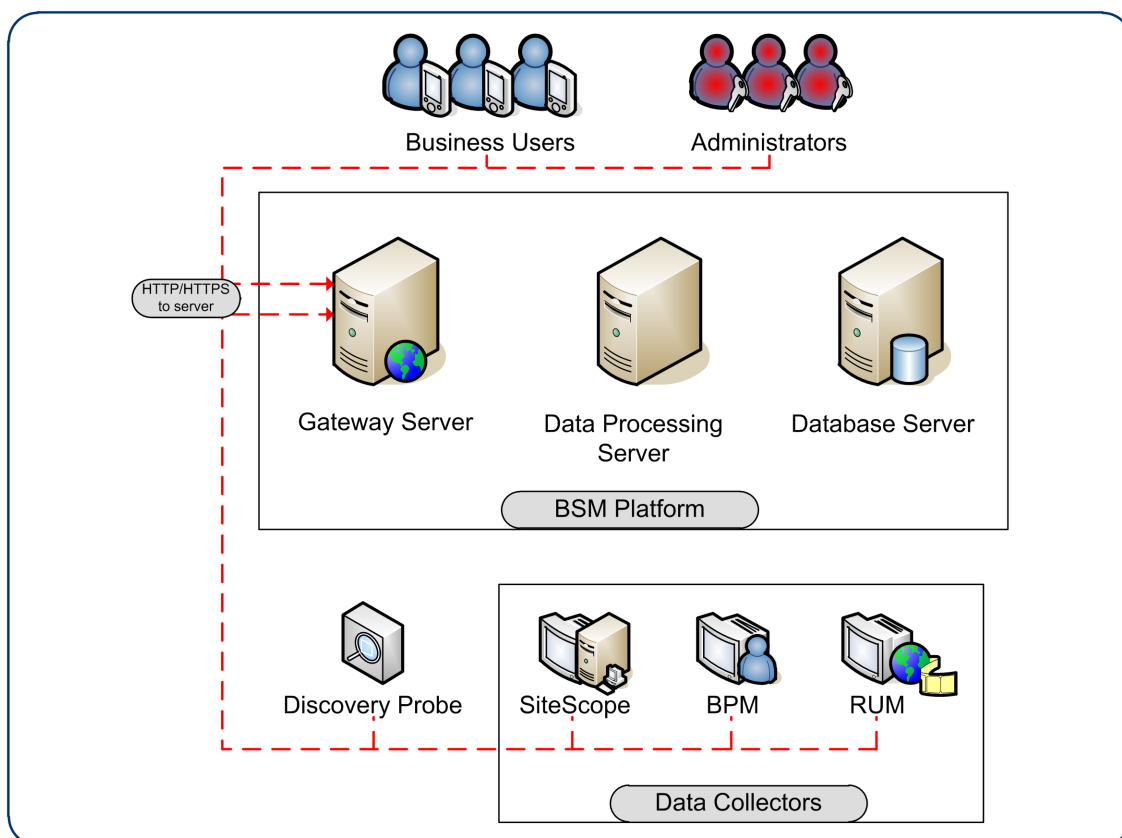 Business Users
Administrators
HTTP/HTTPS
to server
Gateway Server
Data Processing
Server
Database Server
BSM Platform
Discovery Probe
SiteScope
BPM
RUM
Data Collectors